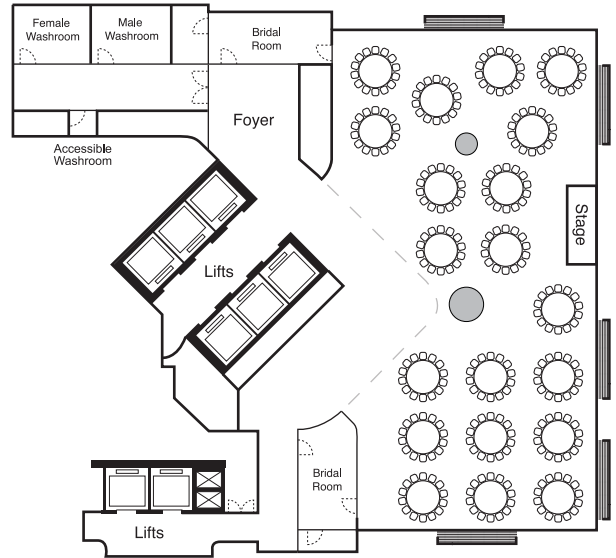 Female
Washroom
Male
Washroom
Bridal
Room
Foyer
Accessible
Washroom
Lifts
Stage
Bridal
Room
Lifts